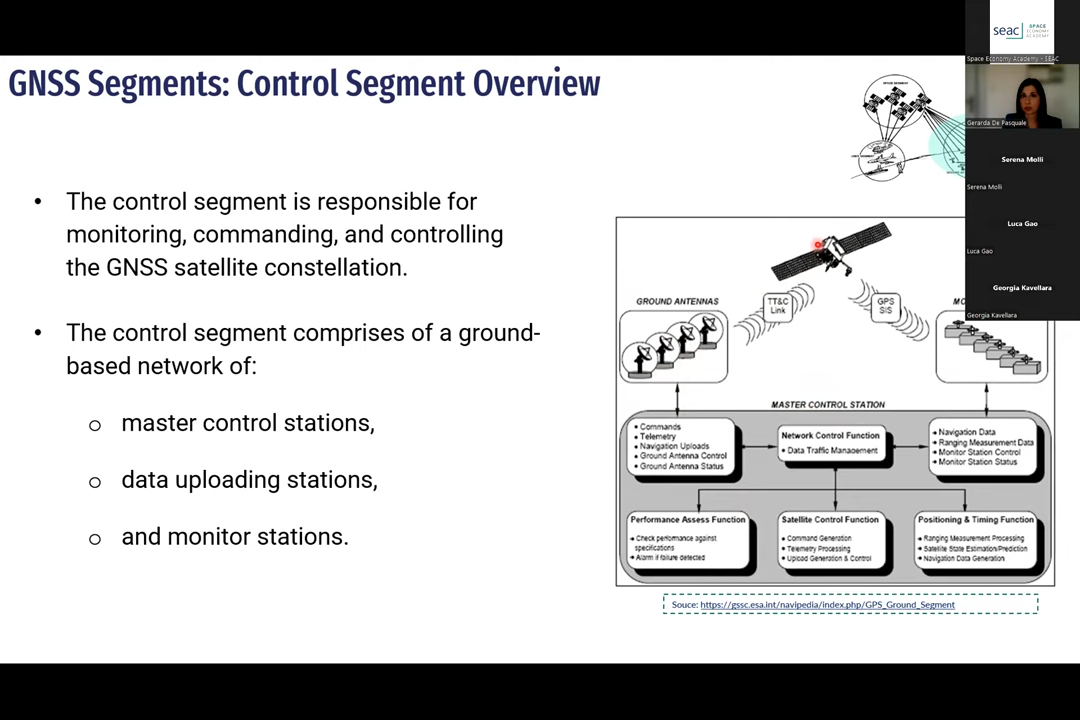 GNSS Segments: Control Segment Overview
• The control segment is responsible for
monitoring, commanding, and controlling
the GNSS satellite constellation.
• The control segment comprises of a ground-
based network of:
o master control stations,
o data uploading stations,
o and monitor stations.
SPACE SEGMENT
GROUND ANTENNAS
TT&C
Link
GPS
SIS
MO
MASTER CONTROL STATION
• Commands
• Telemetry
• Navigation Uploads
• Ground Antenna Control
• Ground Antenna Status
Network Control Function
• Data Traffic Management
• Navigation Data
• Ranging Measurement Data
• Monitor Station Control
• Monitor Station Status
Performance Assess Function
Check performance against
specifications
Alarm if failure detected
Satellite Control Function
Command Generation
Telemetry Processing
Upload Generation & Control
Positioning & Timing Function
Ranging Measurement Processing
Satellite State Estimation/Prediction
Navigation Data Generation
Souce: https://gssc.esa.int/navipedia/index.php/GPS_Ground_Segment
seac
SPACE
ECONOMY
ACADEMY
Space Economy Academy - SEAC
Gerarda De Pasquale
Serena Molli
Serena Molli
Luca Gao
Luca Gao
Georgia Kavellara
Georgia Kavellara